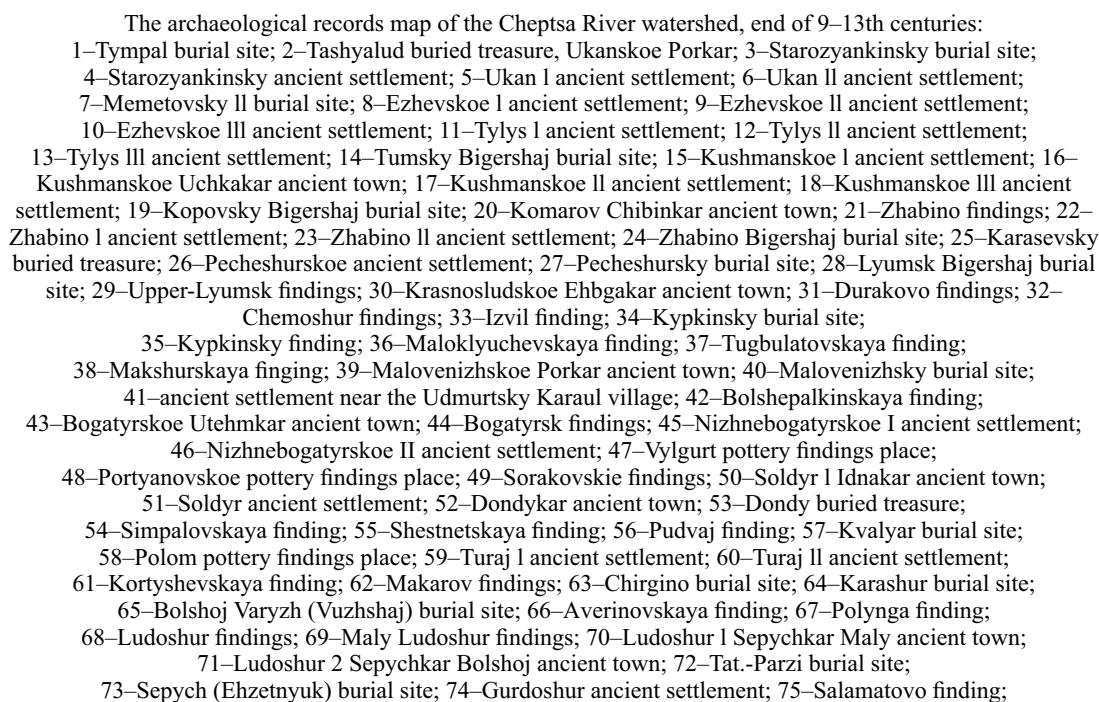 The archaeological records map of the Cheptsa River watershed, end of 9–13th centuries:
1–Tympal burial site; 2–Tashyalud buried treasure, Ukanskoe Porkar; 3–Starozyankinsky burial site;
4–Starozyankinsky ancient settlement; 5–Ukan l ancient settlement; 6–Ukan ll ancient settlement;
7–Memetovsky ll burial site; 8–Ezhevskoe l ancient settlement; 9–Ezhevskoe ll ancient settlement;
10–Ezhevskoe lll ancient settlement; 11–Tylys l ancient settlement; 12–Tylys ll ancient settlement;
13–Tylys lll ancient settlement; 14–Tumsky Bigershaj burial site; 15–Kushmanskoe l ancient settlement; 16–
Kushmanskoe Uchkakar ancient town; 17–Kushmanskoe ll ancient settlement; 18–Kushmanskoe lll ancient
settlement; 19–Kopovsky Bigershaj burial site; 20–Komarov Chibinkar ancient town; 21–Zhabino findings; 22–
Zhabino l ancient settlement; 23–Zhabino ll ancient settlement; 24–Zhabino Bigershaj burial site; 25–Karasevsky
buried treasure; 26–Pecheshurskoe ancient settlement; 27–Pecheshursky burial site; 28–Lyumsk Bigershaj burial
site; 29–Upper-Lyumsk findings; 30–Krasnosludskoe Ehbgakar ancient town; 31–Durakovo findings; 32–
Chemoshur findings; 33–Izvil finding; 34–Kypkinsky burial site;
35–Kypkinsky finding; 36–Maloklyuchevskaya finding; 37–Tugbulatovskaya finding;
38–Makshurskaya finging; 39–Malovenizhskoe Porkar ancient town; 40–Malovenizhsky burial site;
41–ancient settlement near the Udmurtsky Karaul village; 42–Bolshepalkinskaya finding;
43–Bogatyrskoe Utehmkar ancient town; 44–Bogatyrsk findings; 45–Nizhnebogatyrskoe I ancient settlement;
46–Nizhnebogatyrskoe II ancient settlement; 47–Vylgurt pottery findings place;
48–Portyanovskoe pottery findings place; 49–Sorakovskie findings; 50–Soldyr l Idnakar ancient town;
51–Soldyr ancient settlement; 52–Dondykar ancient town; 53–Dondy buried treasure;
54–Simpalovskaya finding; 55–Shestnetskaya finding; 56–Pudvaj finding; 57–Kvalyar burial site;
58–Polom pottery findings place; 59–Turaj l ancient settlement; 60–Turaj ll ancient settlement;
61–Kortyshevskaya finding; 62–Makarov findings; 63–Chirgino burial site; 64–Karashur burial site;
65–Bolshoj Varyzh (Vuzhshaj) burial site; 66–Averinovskaya finding; 67–Polynga finding;
68–Ludoshur findings; 69–Maly Ludoshur findings; 70–Ludoshur l Sepychkar Maly ancient town;
71–Ludoshur 2 Sepychkar Bolshoj ancient town; 72–Tat.-Parzi burial site;
73–Sepych (Ehzetnyuk) burial site; 74–Gurdoshur ancient settlement; 75–Salamatovo finding;